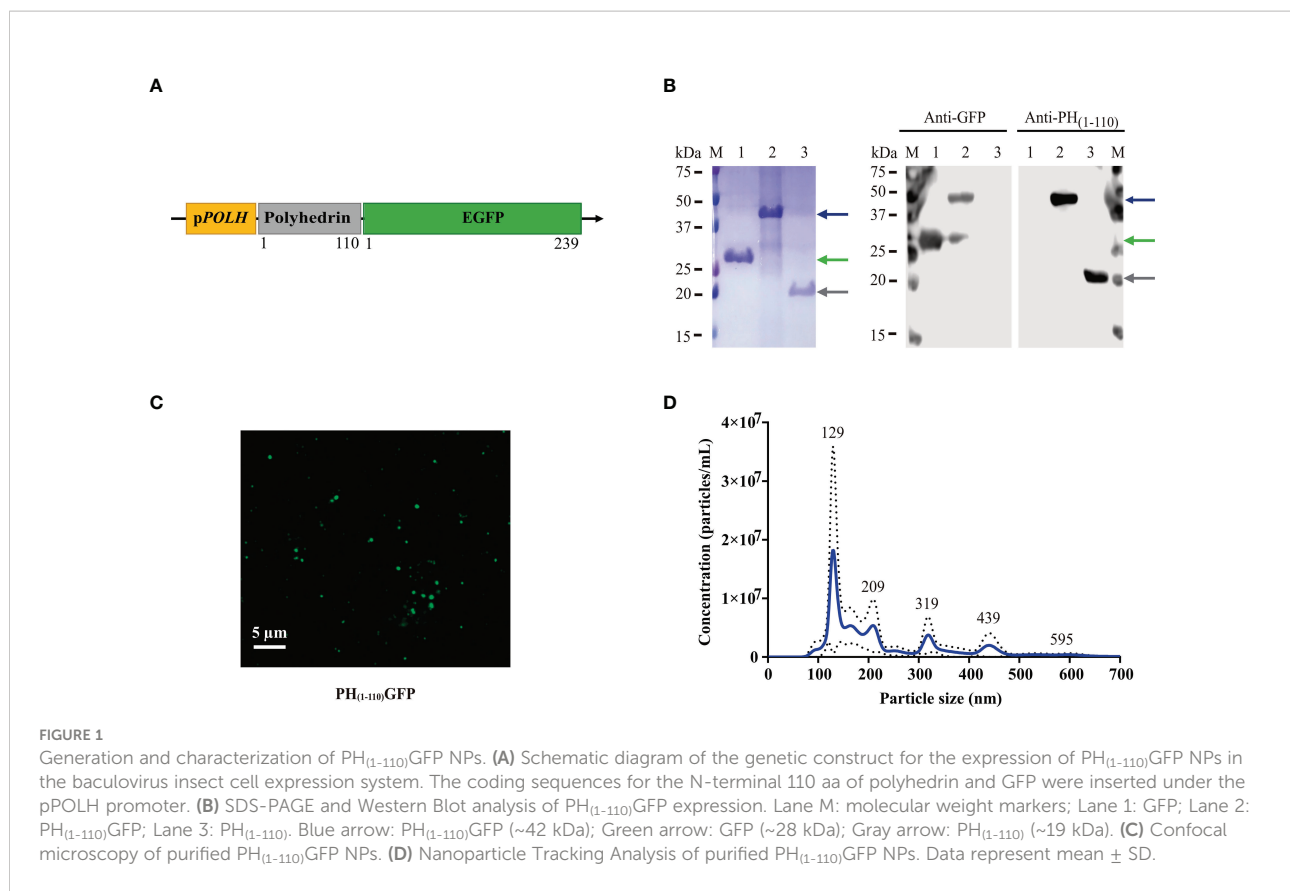 A
pPOLH Polyhedrin EGFP
1 110 1 239
B
kDa M 1 2 3
75
50
37
25
20
15
Anti-GFP Anti-PH(1-110)
kDa M 1 2 3 1 2 3 M
75
50
37
25
20
15
C
5 µm
PH(1-110)GFP
D
Concentration (particles/mL)
4×10⁷
3×10⁷
2×10⁷
1×10⁷
0
129
209
319
439
595
0 100 200 300 400 500 600 700
Particle size (nm)
FIGURE 1
Generation and characterization of PH(1-110)GFP NPs. (A) Schematic diagram of the genetic construct for the expression of PH(1-110)GFP NPs in
the baculovirus insect cell expression system. The coding sequences for the N-terminal 110 aa of polyhedrin and GFP were inserted under the
pPOLH promoter. (B) SDS-PAGE and Western Blot analysis of PH(1-110)GFP expression. Lane M: molecular weight markers; Lane 1: GFP; Lane 2:
PH(1-110)GFP; Lane 3: PH(1-110). Blue arrow: PH(1-110)GFP (~42 kDa); Green arrow: GFP (~28 kDa); Gray arrow: PH(1-110) (~19 kDa). (C) Confocal
microscopy of purified PH(1-110)GFP NPs. (D) Nanoparticle Tracking Analysis of purified PH(1-110)GFP NPs. Data represent mean ± SD.